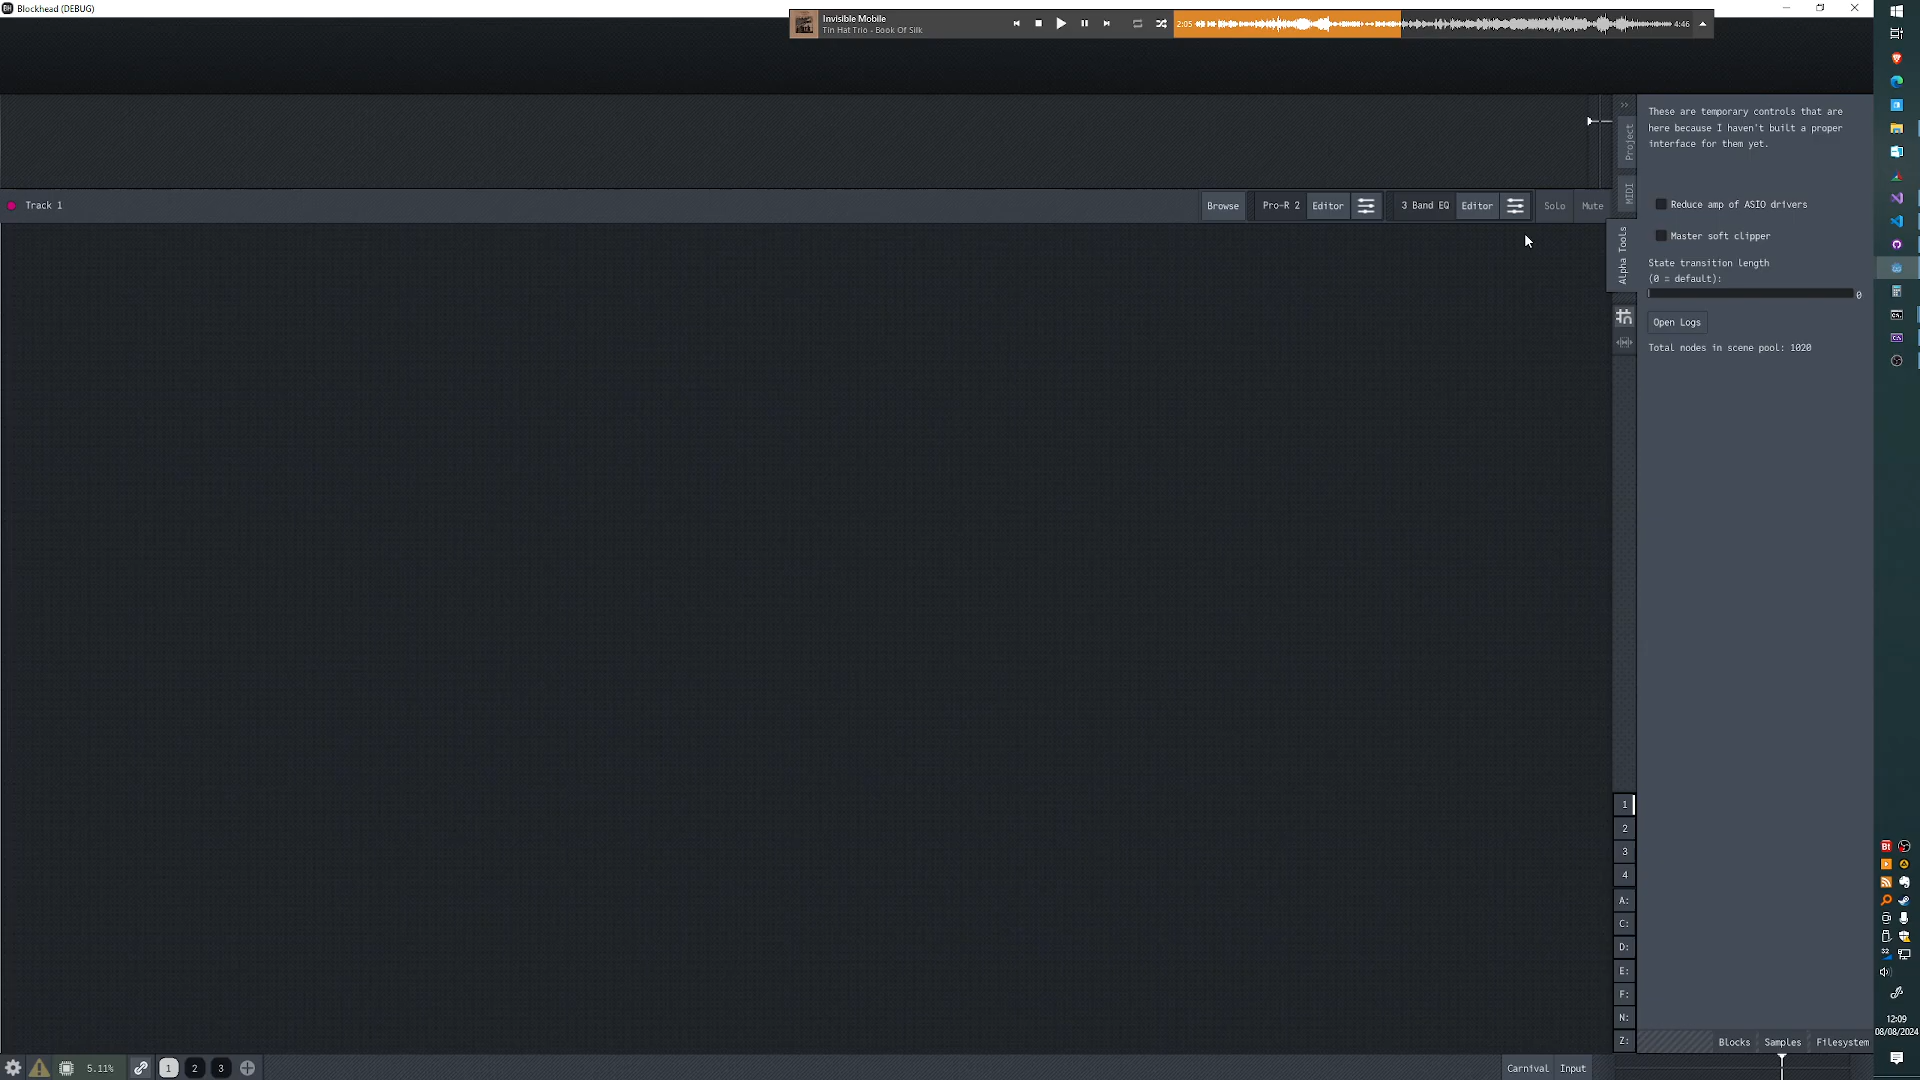 Blockhead (DEBUG)
Invisible Mobile
Tin Hat Trio - Book Of Silk
2:05
4:46
These are temporary controls that are
here because I haven't built a proper
interface for them yet.
Project
MIDI
Alpha Tools
Track 1
Browse
Pro-R 2
Editor
3 Band EQ
Editor
Solo
Mute
Reduce amp of ASIO drivers
Master soft clipper
State transition length
(0 = default):
0
Open Logs
Total nodes in scene pool: 1020
1
2
3
4
A:
C:
D:
E:
F:
N:
Z:
Bt
32
12:09
08/08/2024
Blocks
Samples
Filesystem
5.11%
1
2
3
Carnival
Input